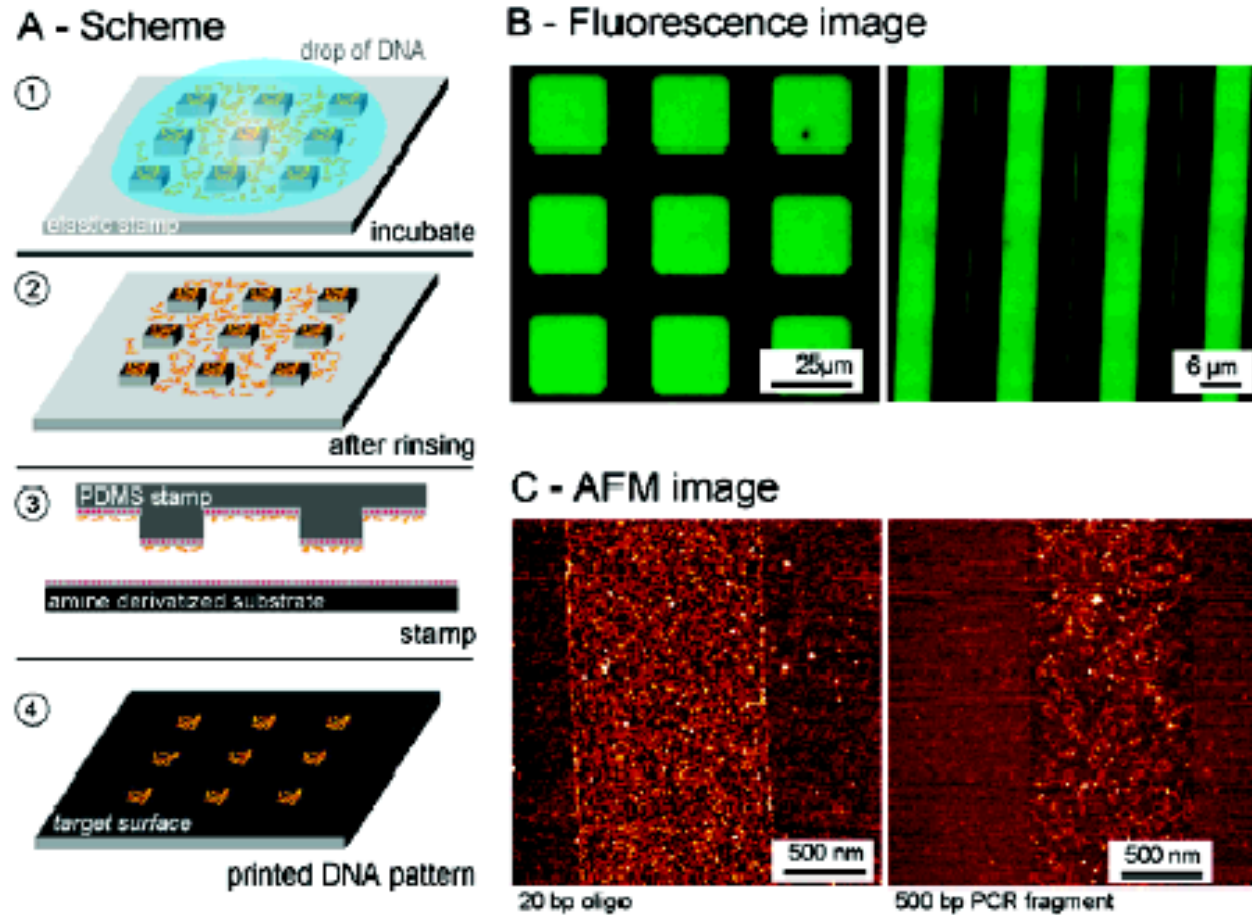 A - Scheme
drop of DNA
1
elastic stamp
incubate
2
after rinsing
3
PDMS stamp
amine derivatized substrate
stamp
4
target surface
printed DNA pattern
B - Fluorescence image
25µm
6 µm
C - AFM image
500 nm
500 nm
20 bp oligo
500 bp PCR fragment